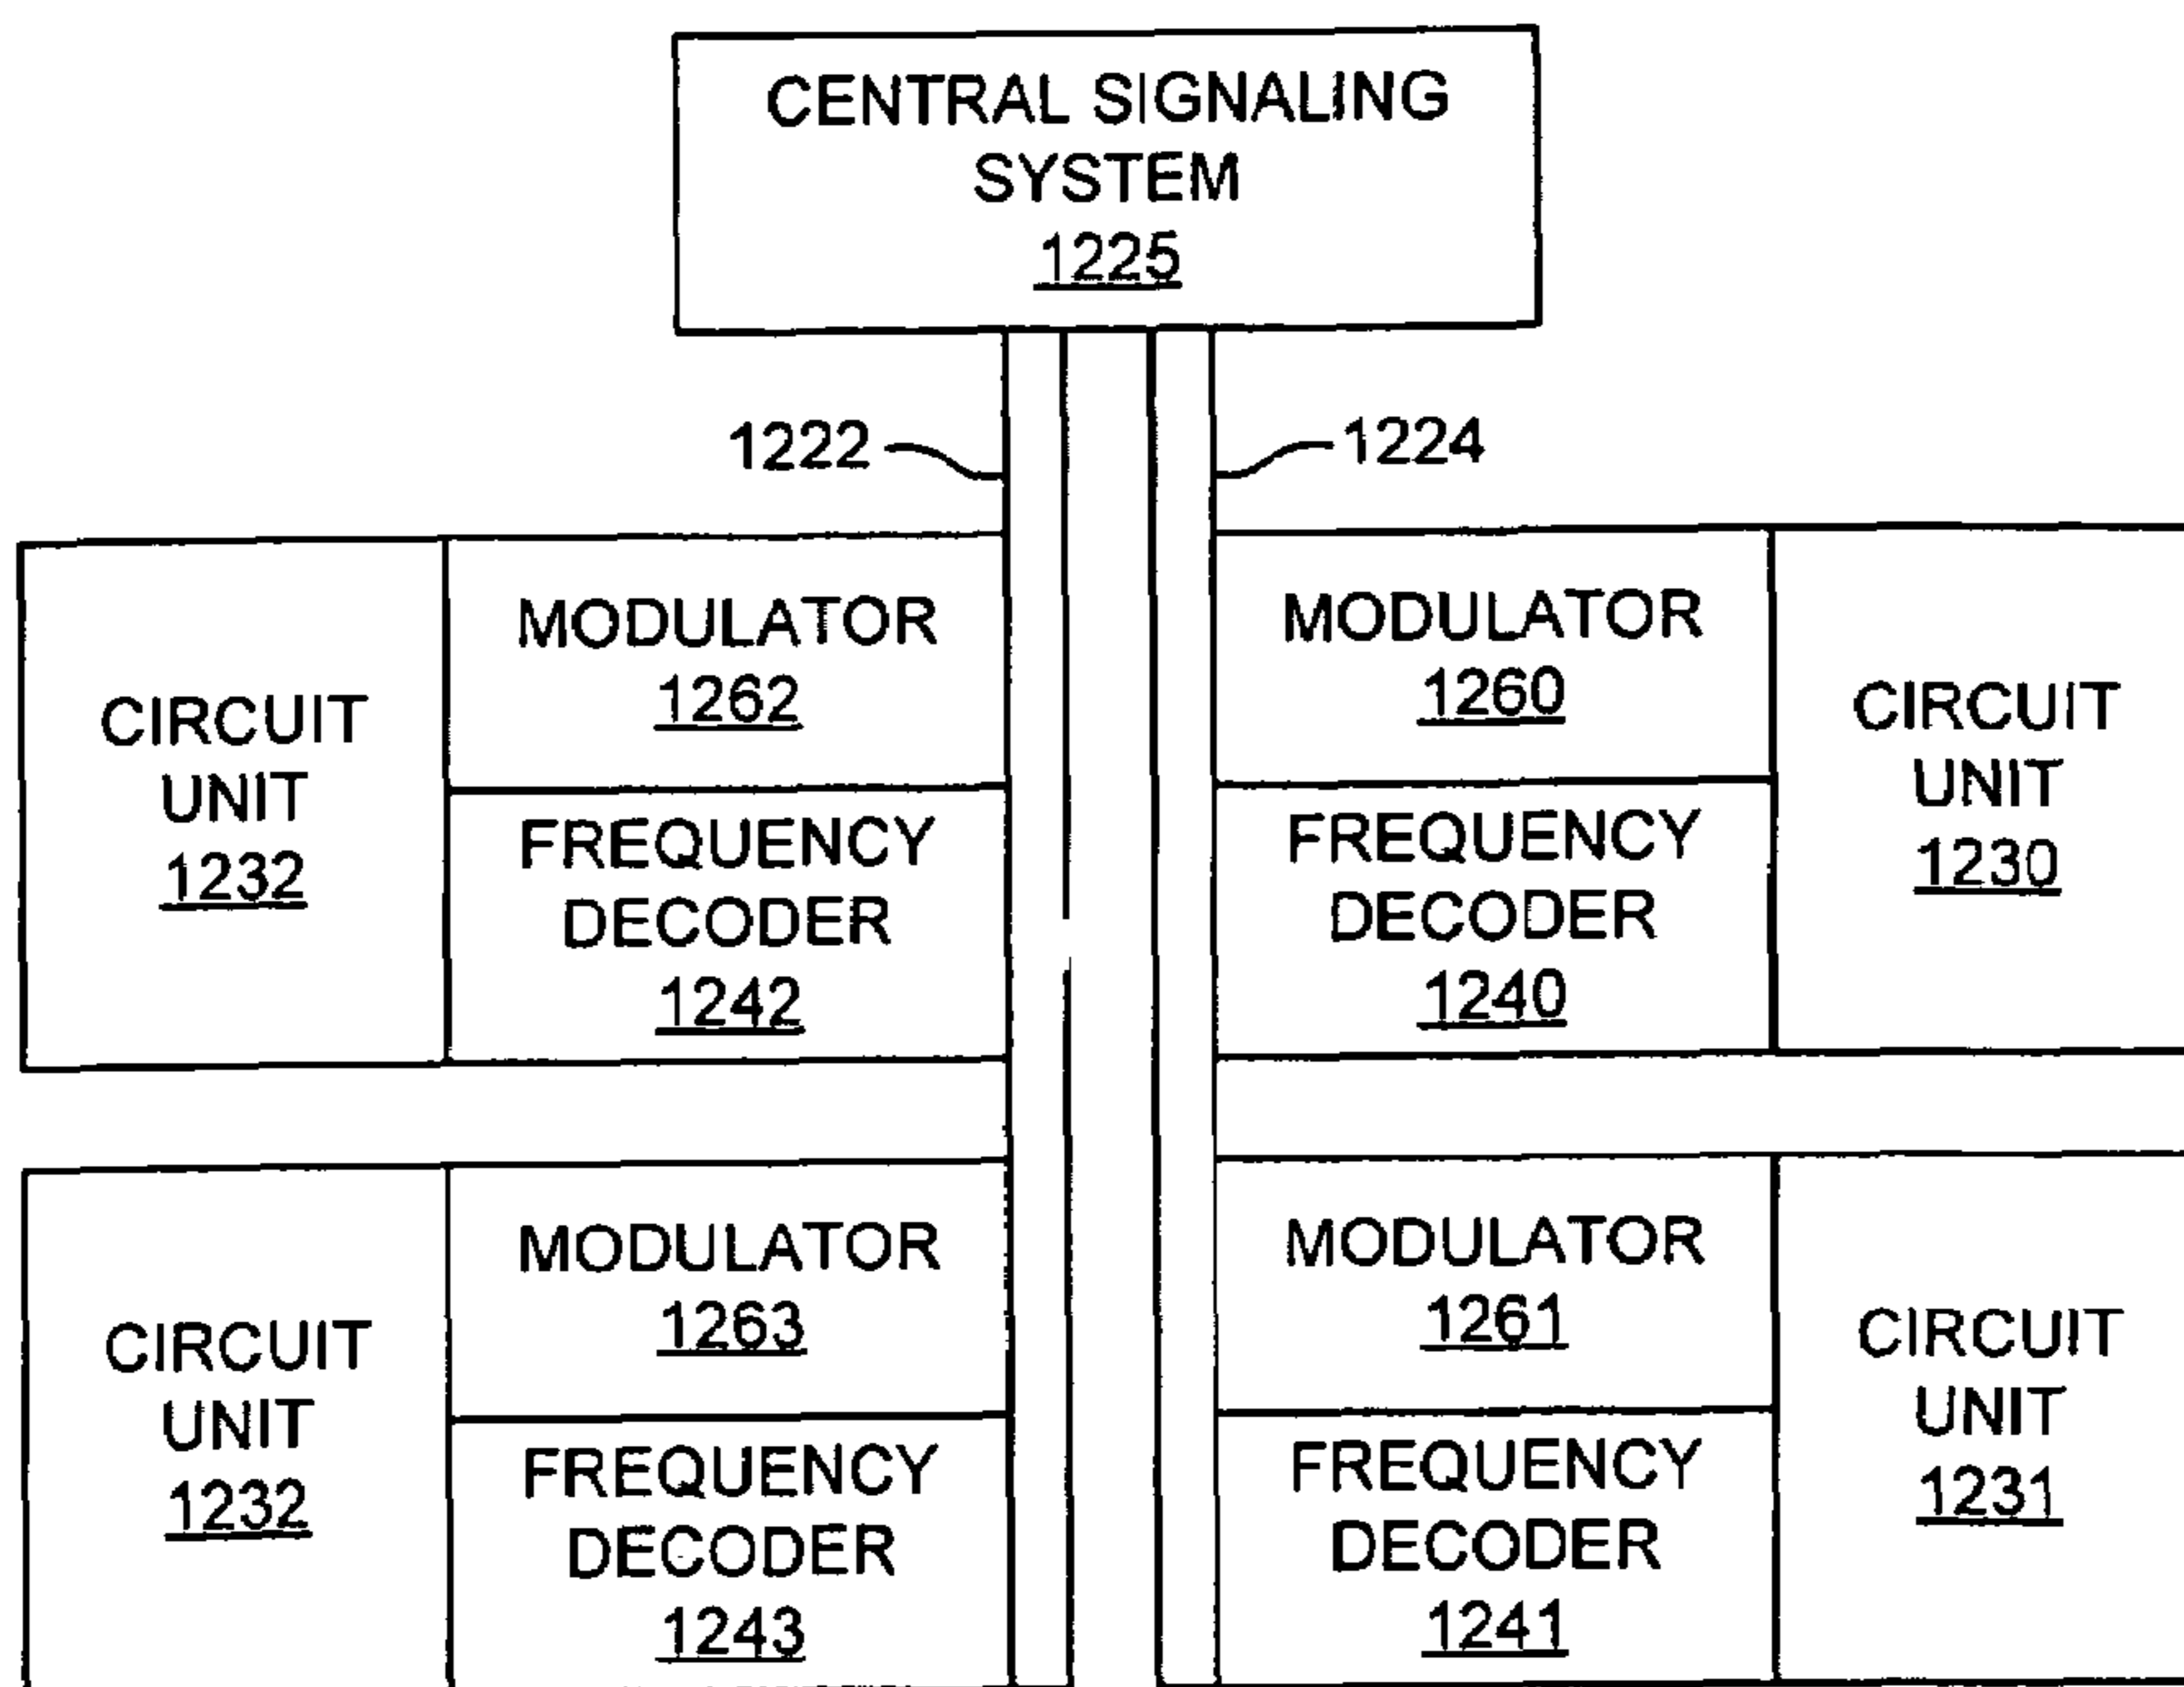 CENTRAL SIGNALING
SYSTEM
1225
1222
1224
CIRCUIT
UNIT
1232
MODULATOR
1262
FREQUENCY
DECODER
1242
MODULATOR
1260
FREQUENCY
DECODER
1240
CIRCUIT
UNIT
1230
CIRCUIT
UNIT
1232
MODULATOR
1263
FREQUENCY
DECODER
1243
MODULATOR
1261
FREQUENCY
DECODER
1241
CIRCUIT
UNIT
1231